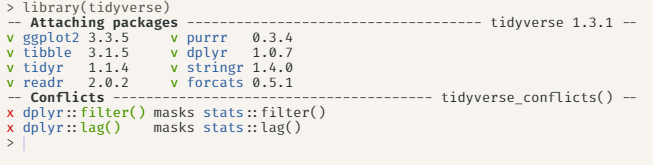 > library(tidyverse)
-- Attaching packages --------------------------------------- tidyverse 1.3.1 --
v ggplot2 3.3.5     v purrr   0.3.4
v tibble  3.1.5     v dplyr   1.0.7
v tidyr   1.1.4     v stringr 1.4.0
v readr   2.0.2     v forcats 0.5.1
-- Conflicts ------------------------------------------ tidyverse_conflicts() --
x dplyr::filter() masks stats::filter()
x dplyr::lag()    masks stats::lag()
>